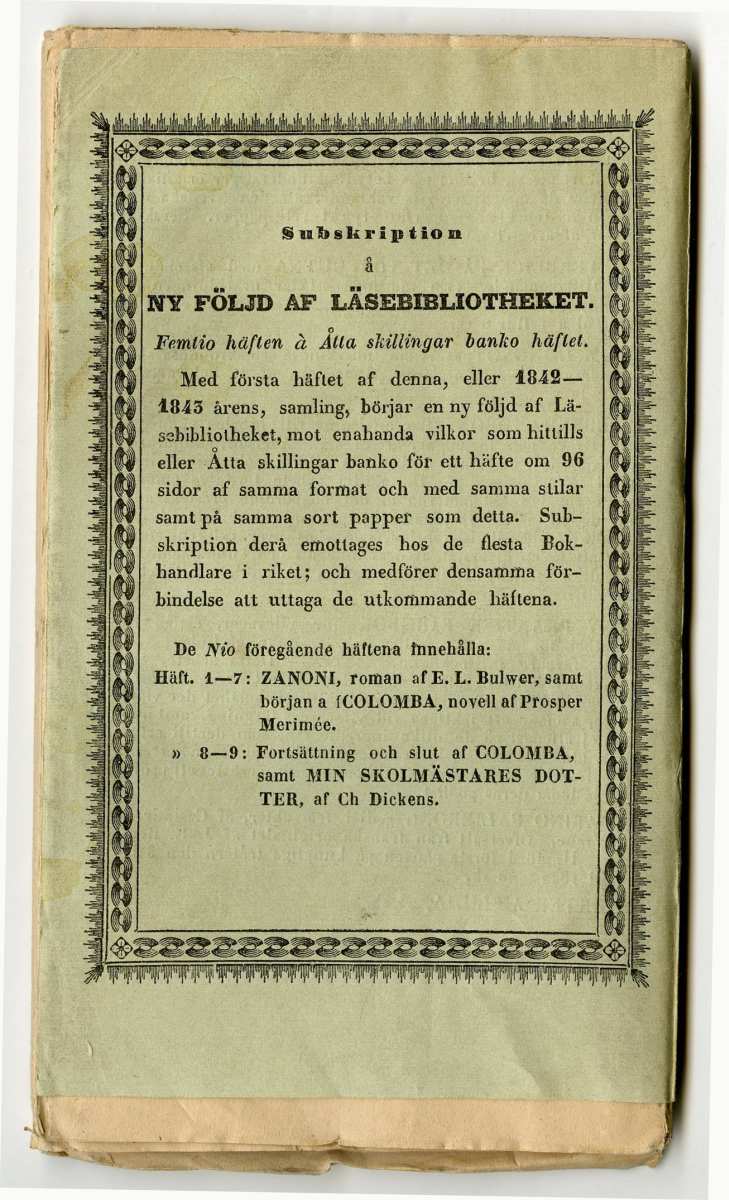 Subskription
å
NY FÖLJD AF LÄSEBIBLIOTHEKET.
Femtio häften à Åtta skillingar banko häftet.
Med första häftet af denna, eller 1842—
1843 årens, samling, börjar en ny följd af Lä-
sebibliotheket, mot enahanda vilkor som hittills
eller Åtta skillingar banko för ett häfte om 96
sidor af samma format och med samma stilar
samt på samma sort papper som detta. Sub-
skription derå emottages hos de flesta Bok-
handlare i riket; och medförer densamma för-
bindelse att uttaga de utkommande häftena.
De Nio föregående häftena innehålla:
Häft. 1—7: ZANONI, roman af E. L. Bulwer, samt
början a fCOLOMBA, novell af Prosper
Merimée.
» 8—9: Fortsättning och slut af COLOMBA,
samt MIN SKOLMÄSTARES DOT-
TER, af Ch Dickens.